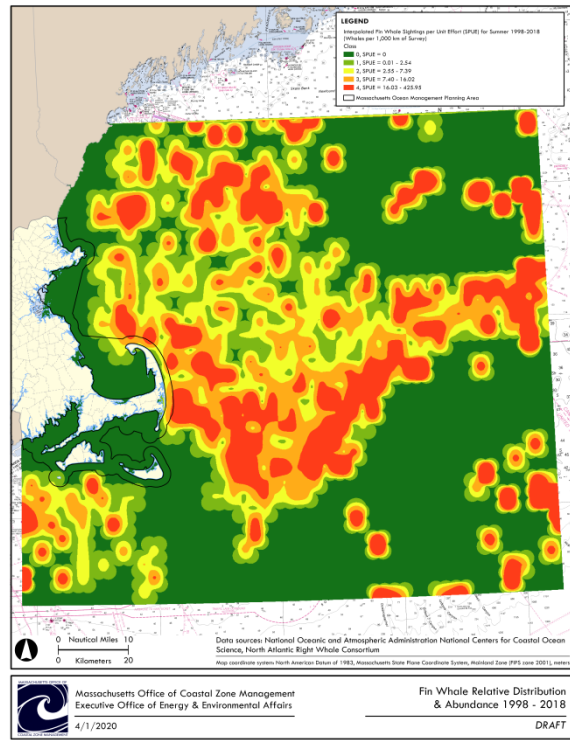 LEGEND
Interpolated Fin Whale Sightings per Unit Effort (SPUE) for Summer 1998-2018
(Whales per 1,000 km of Survey)
Class
0, SPUE = 0
1, SPUE = 0.01 - 2.54
2, SPUE = 2.55 - 7.39
3, SPUE = 7.40 - 16.02
4, SPUE = 16.03 - 425.95
Massachusetts Ocean Management Planning Area
0 Nautical Miles 10
0 Kilometers 20
Data sources: National Oceanic and Atmospheric Administration National Centers for Coastal Ocean
Science, North Atlantic Right Whale Consortium
Map coordinate system: North American Datum of 1983, Massachusetts State Plane Coordinate System, Mainland Zone (FIPS zone 2001), meters
MASSACHUSETTS OFFICE OF
COASTAL ZONE MANAGEMENT
Massachusetts Office of Coastal Zone Management
Executive Office of Energy & Environmental Affairs
4/1/2020
Fin Whale Relative Distribution
& Abundance 1998 - 2018
DRAFT